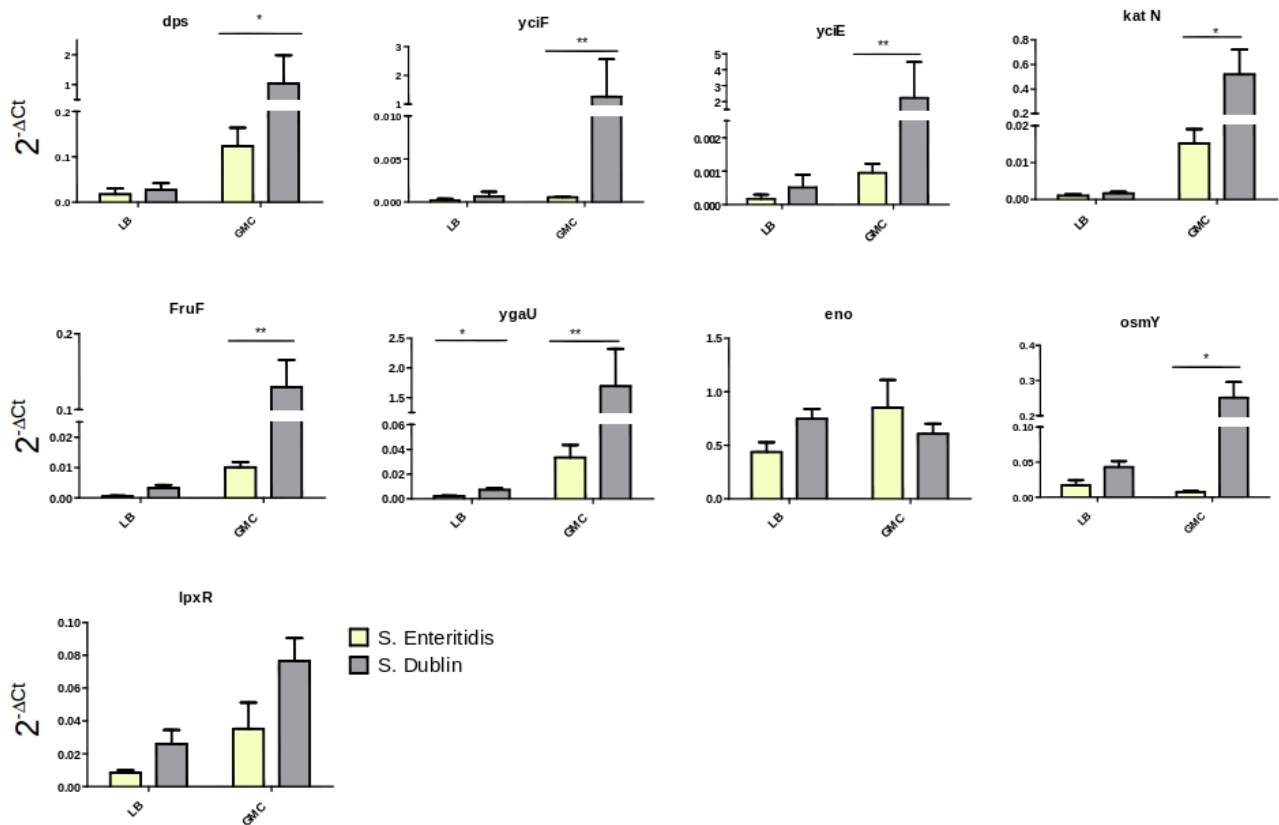 dps
*
2
1
0.2
0.1
0.0
LB
GMC
2-ΔCt
yciF
**
3
2
1
0.010
0.005
0.000
LB
GMC
yciE
**
5
4
3
2
0.002
0.001
0.000
LB
GMC
kat N
*
0.8
0.6
0.4
0.2
0.02
0.01
0.00
LB
GMC
FruF
**
0.2
0.1
0.02
0.01
0.00
LB
GMC
2-ΔCt
ygaU
* **
2.5
2.0
1.5
0.06
0.04
0.02
0.00
LB
GMC
eno
1.5
1.0
0.5
0.0
LB
GMC
osmY
*
0.4
0.3
0.2
0.10
0.05
0.00
LB
GMC
lpxR
0.10
0.08
0.06
0.04
0.02
0.00
LB
GMC
2-ΔCt
S. Enteritidis
S. Dublin